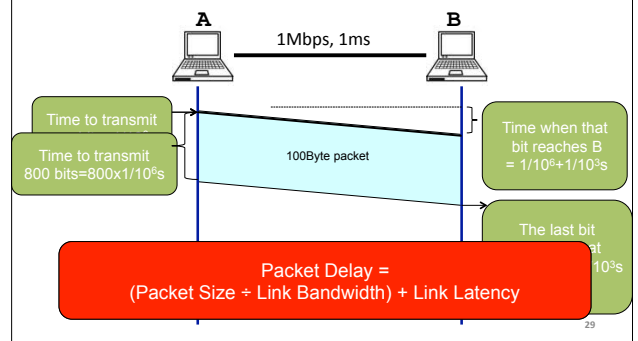 A
B
1Mbps, 1ms
Time to transmit
Time to transmit
800 bits=800x1/10⁶s
100Byte packet
Time when that
bit reaches B
= 1/10⁶+1/10³s
The last bit
at
/10³s
Packet Delay =
(Packet Size ÷ Link Bandwidth) + Link Latency
29